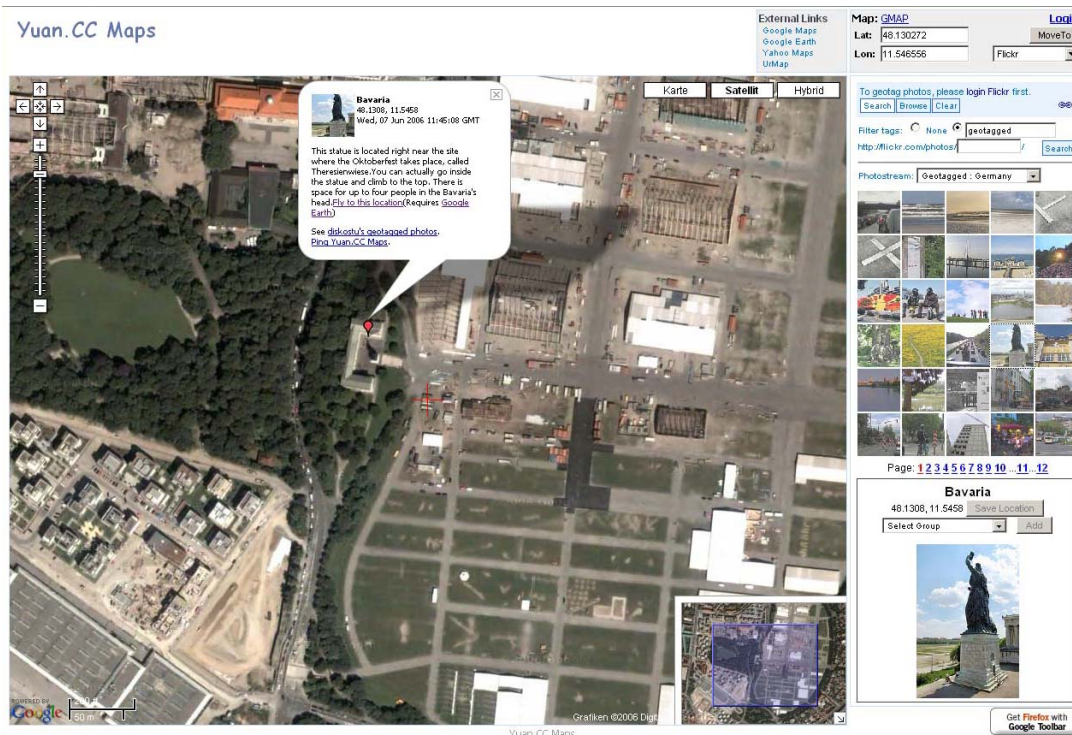 Yuan.CC Maps
External Links
Google Maps
Google Earth
Yahoo Maps
UrMap
Map: GMAP
Login
Lat: 48.130272
MoveTo
Lon: 11.546556
Flickr
Karte
Satellit
Hybrid
Bavaria
48.1308, 11.5458
Wed, 07 Jun 2006 11:45:08 GMT
This statue is located right near the site
where the Oktoberfest takes place, called
Theresienwiese.You can actually go inside
the statue and climb to the top. There is
space for up to four people in the Bavaria's
head.Fly to this location(Requires Google
Earth)
See diskostu's geotagged photos.
Ping Yuan.CC Maps.
To geotag photos, please login Flickr first.
Search Browse Clear
Filter tags: None geotagged
http://flickr.com/photos/ / Search
Photostream: Geotagged : Germany
Page: 1 2 3 4 5 6 7 8 9 10 ...11...12
Bavaria
48.1308, 11.5458 Save Location
Select Group Add
POWERED BY
Google
50 m
Grafiken ©2006
Yuan.CC Maps
Get Firefox with
Google Toolbar